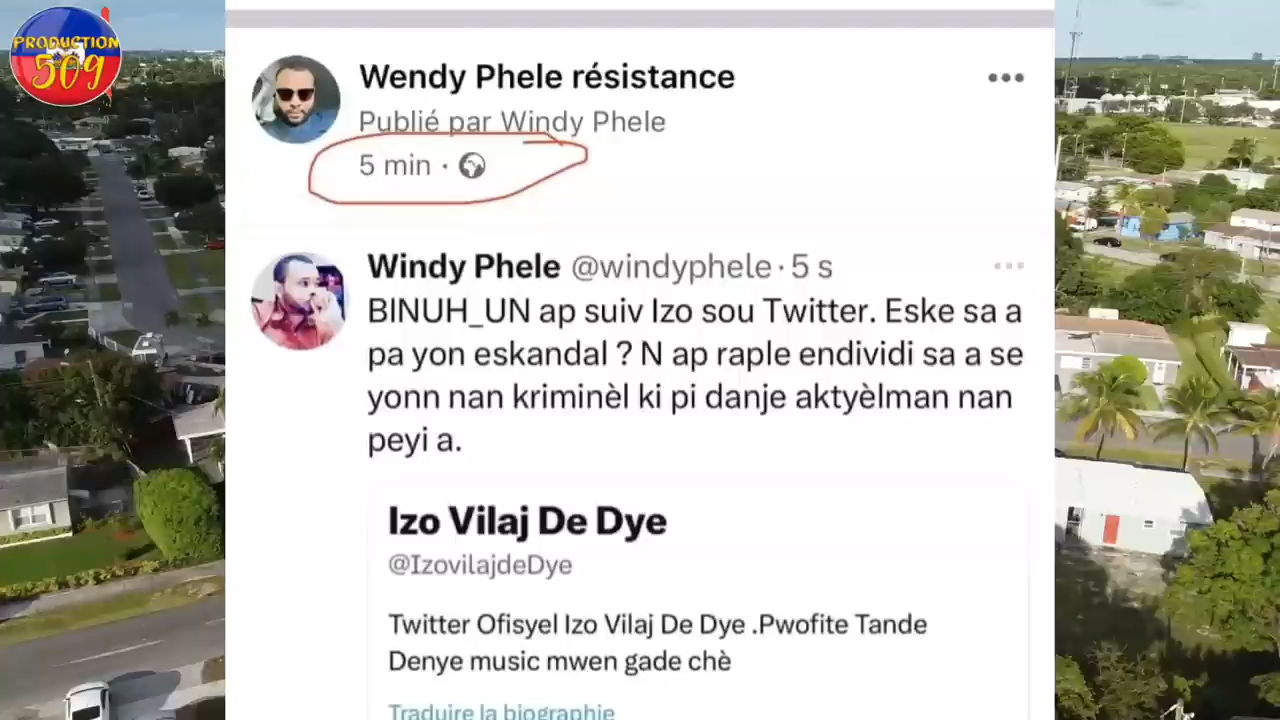 PRODUCTION
509
Wendy Phele résistance
Publié par Windy Phele
5 min ·
Windy Phele @windyphele · 5 s
BINUH_UN ap suiv Izo sou Twitter. Eske sa a
pa yon eskandal ? N ap raple endividi sa a se
yonn nan kriminèl ki pi danje aktyèlman nan
peyi a.
Izo Vilaj De Dye
@IzovilajdeDye
Twitter Ofisyel Izo Vilaj De Dye .Pwofite Tande
Denye music mwen gade chè
Traduire la biographie